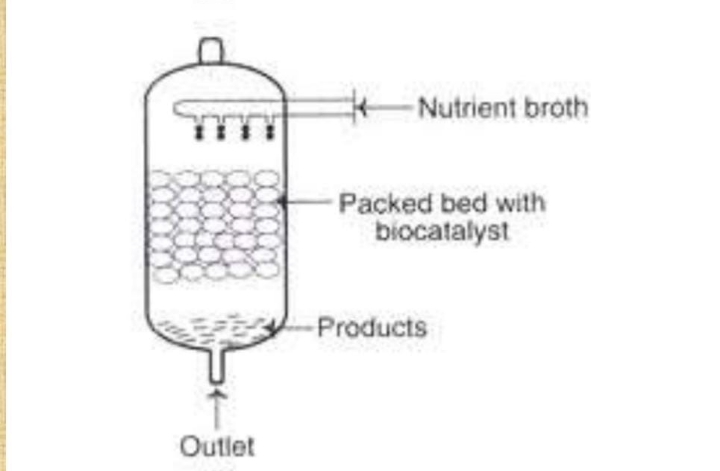 Nutrient broth
Packed bed with
biocatalyst
Products
Outlet